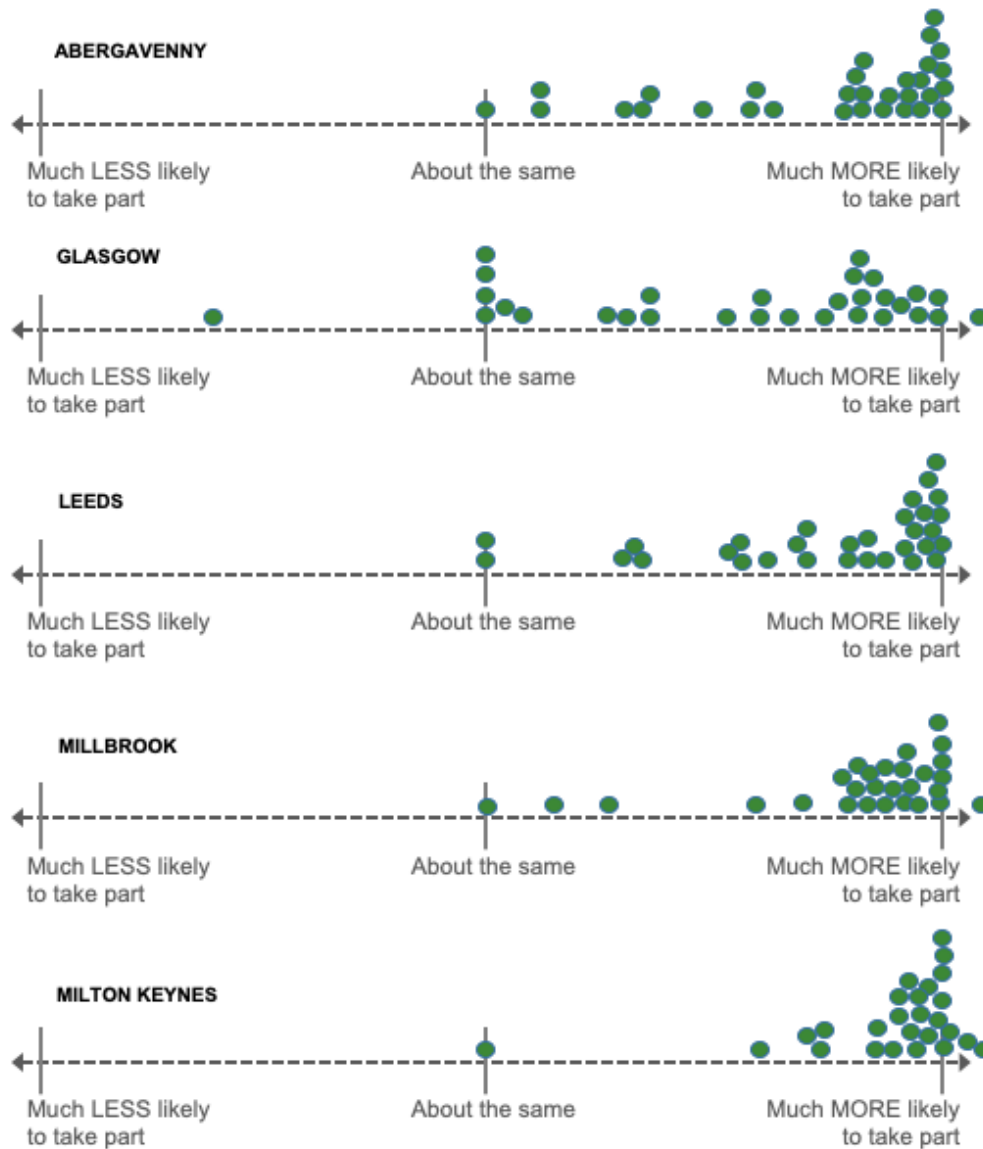 ABERGAVENNY
Much LESS likely
to take part
About the same
Much MORE likely
to take part
GLASGOW
Much LESS likely
to take part
About the same
Much MORE likely
to take part
LEEDS
Much LESS likely
to take part
About the same
Much MORE likely
to take part
MILLBROOK
Much LESS likely
to take part
About the same
Much MORE likely
to take part
MILTON KEYNES
Much LESS likely
to take part
About the same
Much MORE likely
to take part